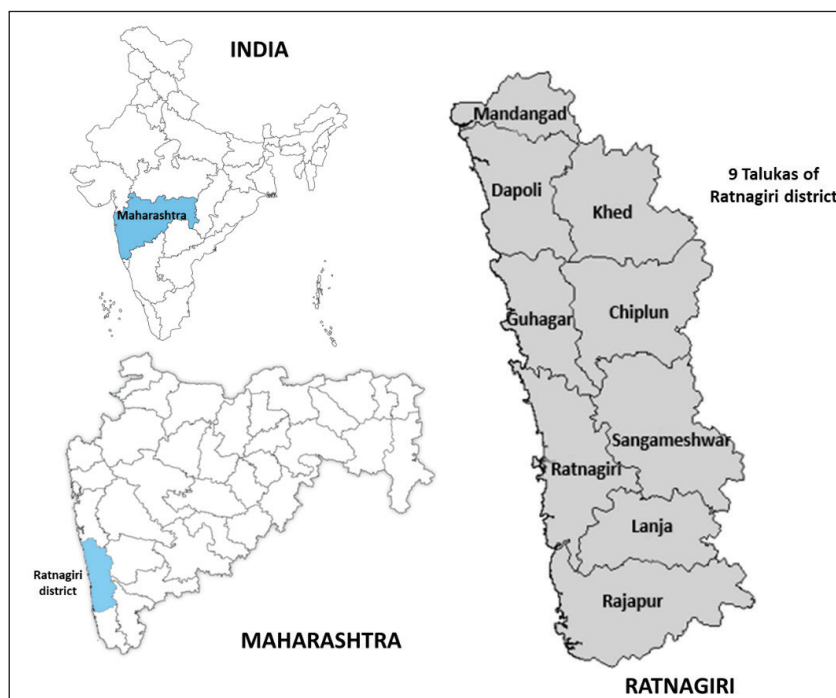 INDIA
Maharashtra
Ratnagiri
district
MAHARASHTRA
Mandangad
Dapoli
Khed
9 Talukas of
Ratnagiri district
Guhagar
Chiplun
Sangameshwar
Ratnagiri
Lanja
Rajapur
RATNAGIRI